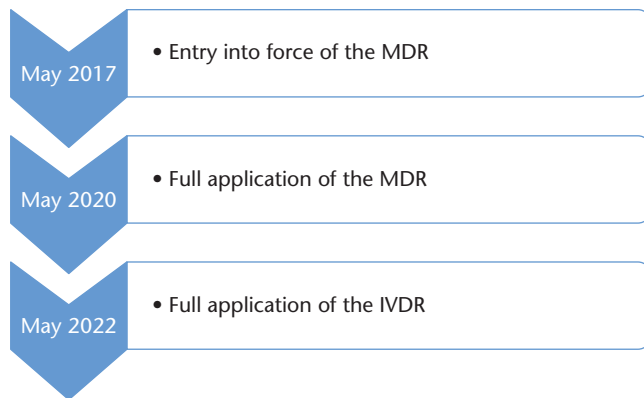 May 2017
• Entry into force of the MDR
May 2020
• Full application of the MDR
May 2022
• Full application of the IVDR